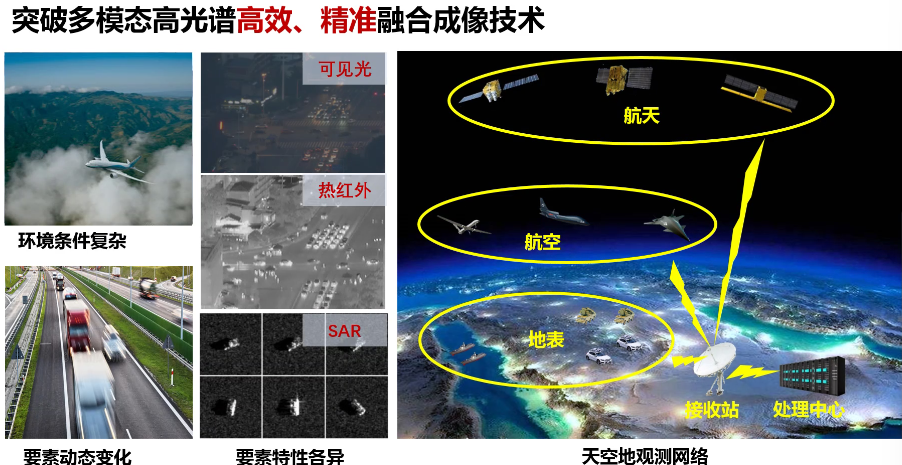 突破多模态高光谱高效、精准融合成像技术
可见光
热红外
SAR
环境条件复杂
要素动态变化
要素特性各异
航天
航空
地表
接收站
处理中心
天空地观测网络